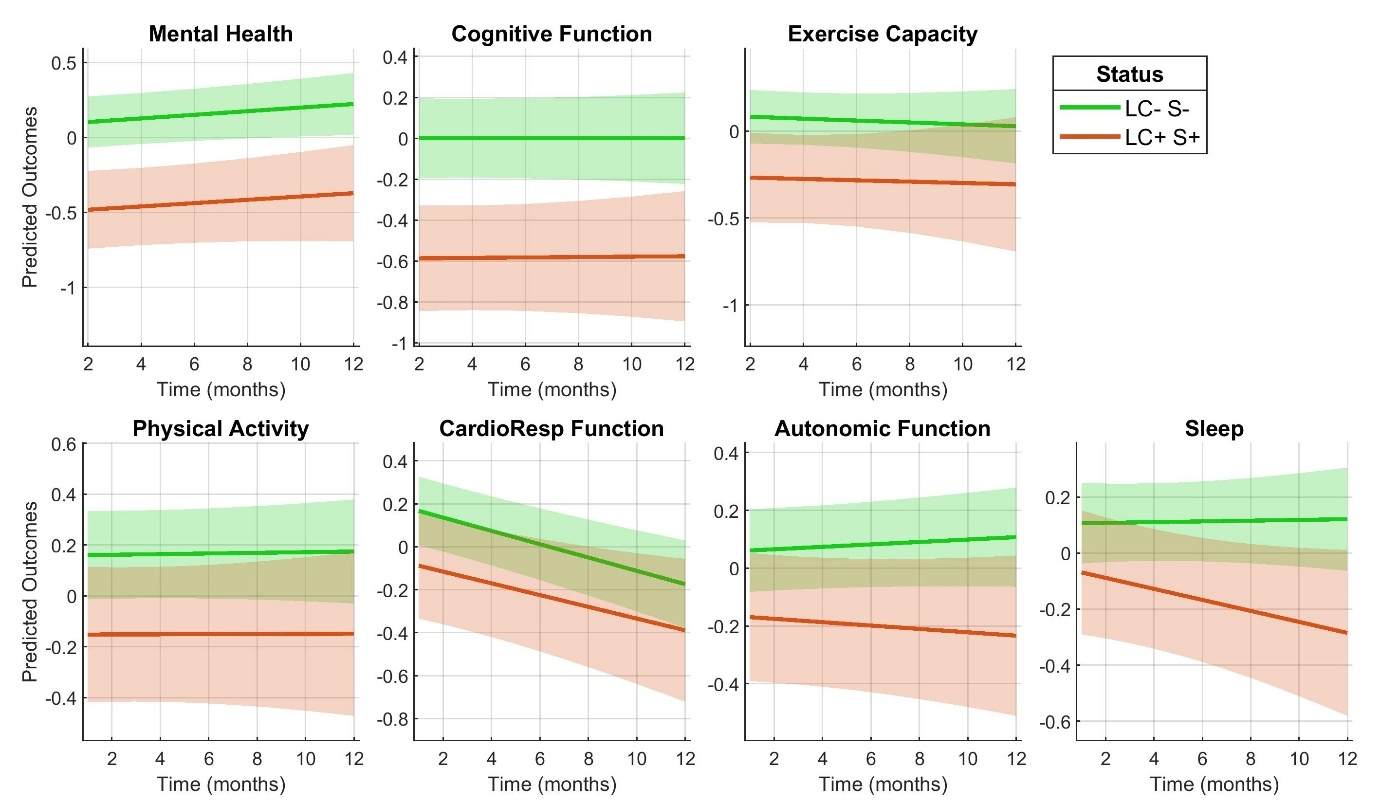 Mental Health
Cognitive Function
Exercise Capacity
Status
LC- S-
LC+ S+
Predicted Outcomes
0.5
0
-0.5
-1
2 4 6 8 10 12
Time (months)
0.4
0.2
0
-0.2
-0.4
-0.6
-0.8
-1
2 4 6 8 10 12
Time (months)
0
-0.5
-1
2 4 6 8 10 12
Time (months)
Physical Activity
CardioResp Function
Autonomic Function
Sleep
Predicted Outcomes
0.6
0.4
0.2
0
-0.2
-0.4
2 4 6 8 10 12
Time (months)
0.4
0.2
0
-0.2
-0.4
-0.6
-0.8
2 4 6 8 10 12
Time (months)
0.4
0.2
0
-0.2
-0.4
2 4 6 8 10 12
Time (months)
0.2
0
-0.2
-0.4
-0.6
2 4 6 8 10 12
Time (months)